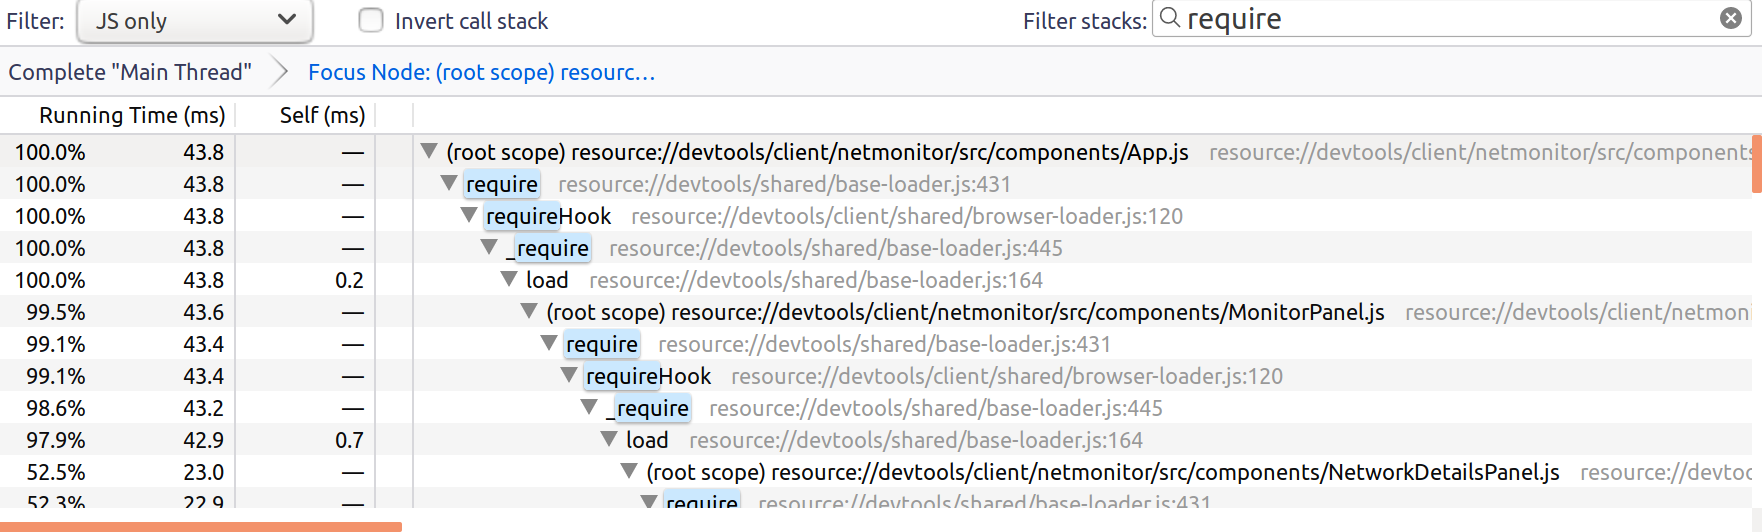 Filter: JS only Invert call stack Filter stacks: require
Complete "Main Thread" Focus Node: (root scope) resourc…
Running Time (ms) Self (ms)
100.0% 43.8 — (root scope) resource://devtools/client/netmonitor/src/components/App.js resource://devtools/client/netmonitor/src/components
100.0% 43.8 — require resource://devtools/shared/base-loader.js:431
100.0% 43.8 — requireHook resource://devtools/client/shared/browser-loader.js:120
100.0% 43.8 — _require resource://devtools/shared/base-loader.js:445
100.0% 43.8 0.2 load resource://devtools/shared/base-loader.js:164
99.5% 43.6 — (root scope) resource://devtools/client/netmonitor/src/components/MonitorPanel.js resource://devtools/client/netmoni
99.1% 43.4 — require resource://devtools/shared/base-loader.js:431
99.1% 43.4 — requireHook resource://devtools/client/shared/browser-loader.js:120
98.6% 43.2 — _require resource://devtools/shared/base-loader.js:445
97.9% 42.9 0.7 load resource://devtools/shared/base-loader.js:164
52.5% 23.0 — (root scope) resource://devtools/client/netmonitor/src/components/NetworkDetailsPanel.js resource://devtoo
52.3% 22.9 — require resource://devtools/shared/base-loader.js:431